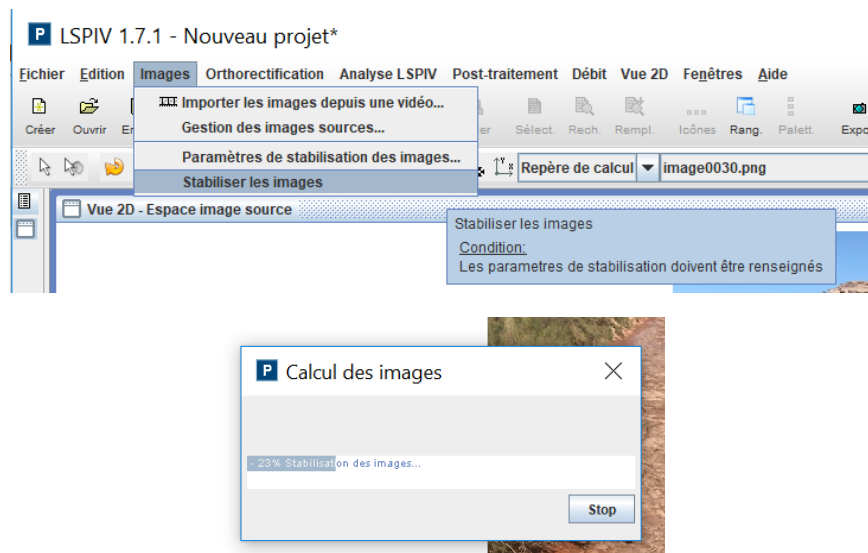 P LSPIV 1.7.1 - Nouveau projet*
Fichier Edition Images Orthorectification Analyse LSPIV Post-traitement Débit Vue 2D Fenêtres Aide
Importer les images depuis une vidéo...
Gestion des images sources...
Créer Ouvrir Sélect. Rech. Rempl. Icônes Rang. Palett.
Paramètres de stabilisation des images...
Y X Repère de calcul image0030.png
Stabiliser les images
Vue 2D - Espace image source
Stabiliser les images
Condition:
Les parametres de stabilisation doivent être renseignés
P Calcul des images
- 23% Stabilisation des images...
Stop